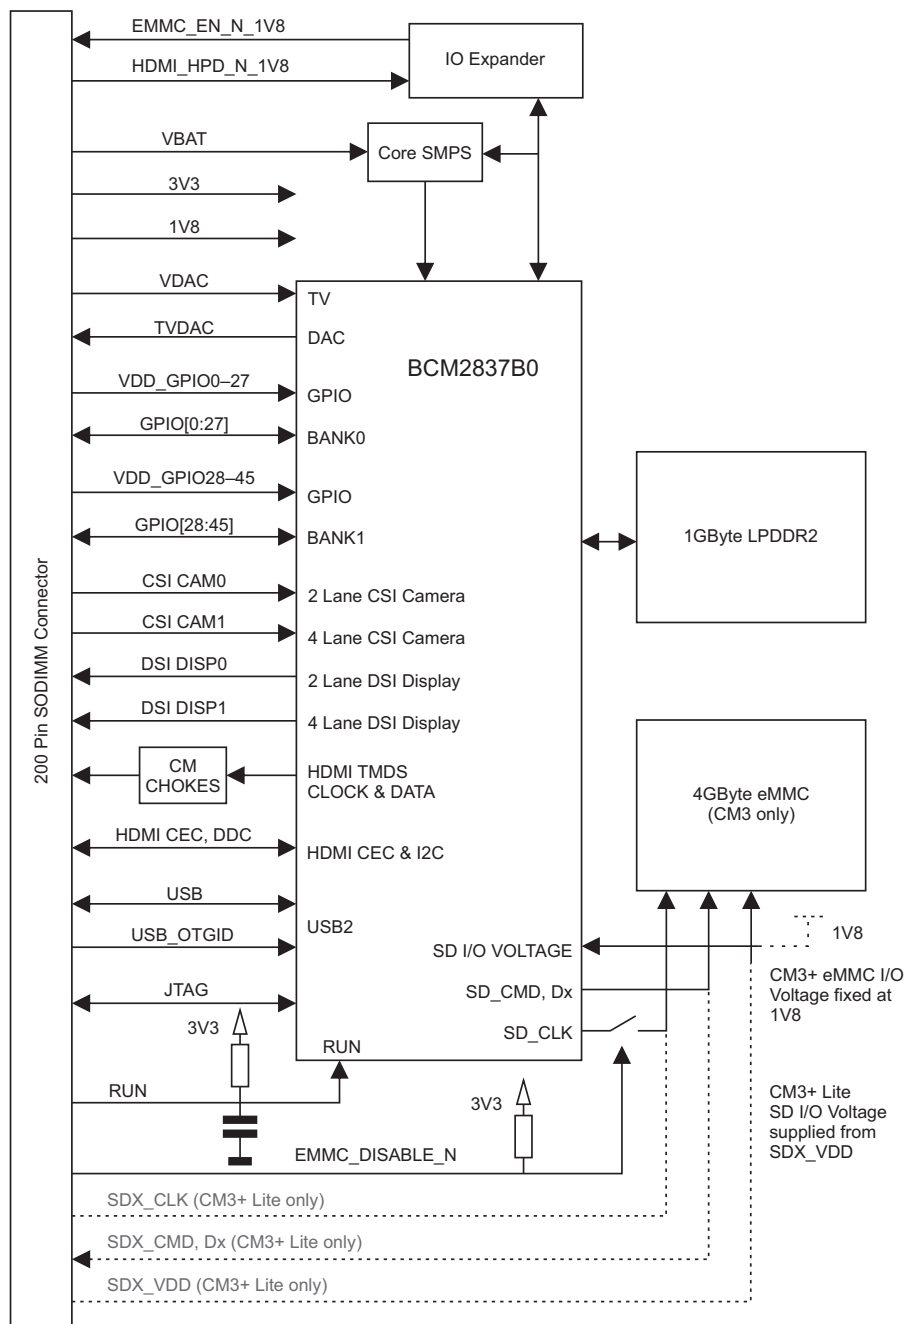 EMMC_EN_N_1V8
HDMI_HPD_N_1V8
IO Expander
VBAT
Core SMPS
3V3
1V8
VDAC
TV
TVDAC
DAC
BCM2837B0
VDD_GPIO0–27
GPIO
GPIO[0:27]
BANK0
VDD_GPIO28–45
GPIO
GPIO[28:45]
BANK1
1GByte LPDDR2
200 Pin SODIMM Connector
CSI CAM0
2 Lane CSI Camera
CSI CAM1
4 Lane CSI Camera
DSI DISP0
2 Lane DSI Display
DSI DISP1
4 Lane DSI Display
CM
CHOKES
HDMI TMDS
CLOCK & DATA
4GByte eMMC
(CM3 only)
HDMI CEC, DDC
HDMI CEC & I2C
USB
USB2
USB_OTGID
SD I/O VOLTAGE
1V8
JTAG
SD_CMD, Dx
CM3+ eMMC I/O
Voltage fixed at
1V8
3V3
SD_CLK
RUN
RUN
3V3
CM3+ Lite
SD I/O Voltage
supplied from
SDX_VDD
EMMC_DISABLE_N
SDX_CLK (CM3+ Lite only)
SDX_CMD, Dx (CM3+ Lite only)
SDX_VDD (CM3+ Lite only)